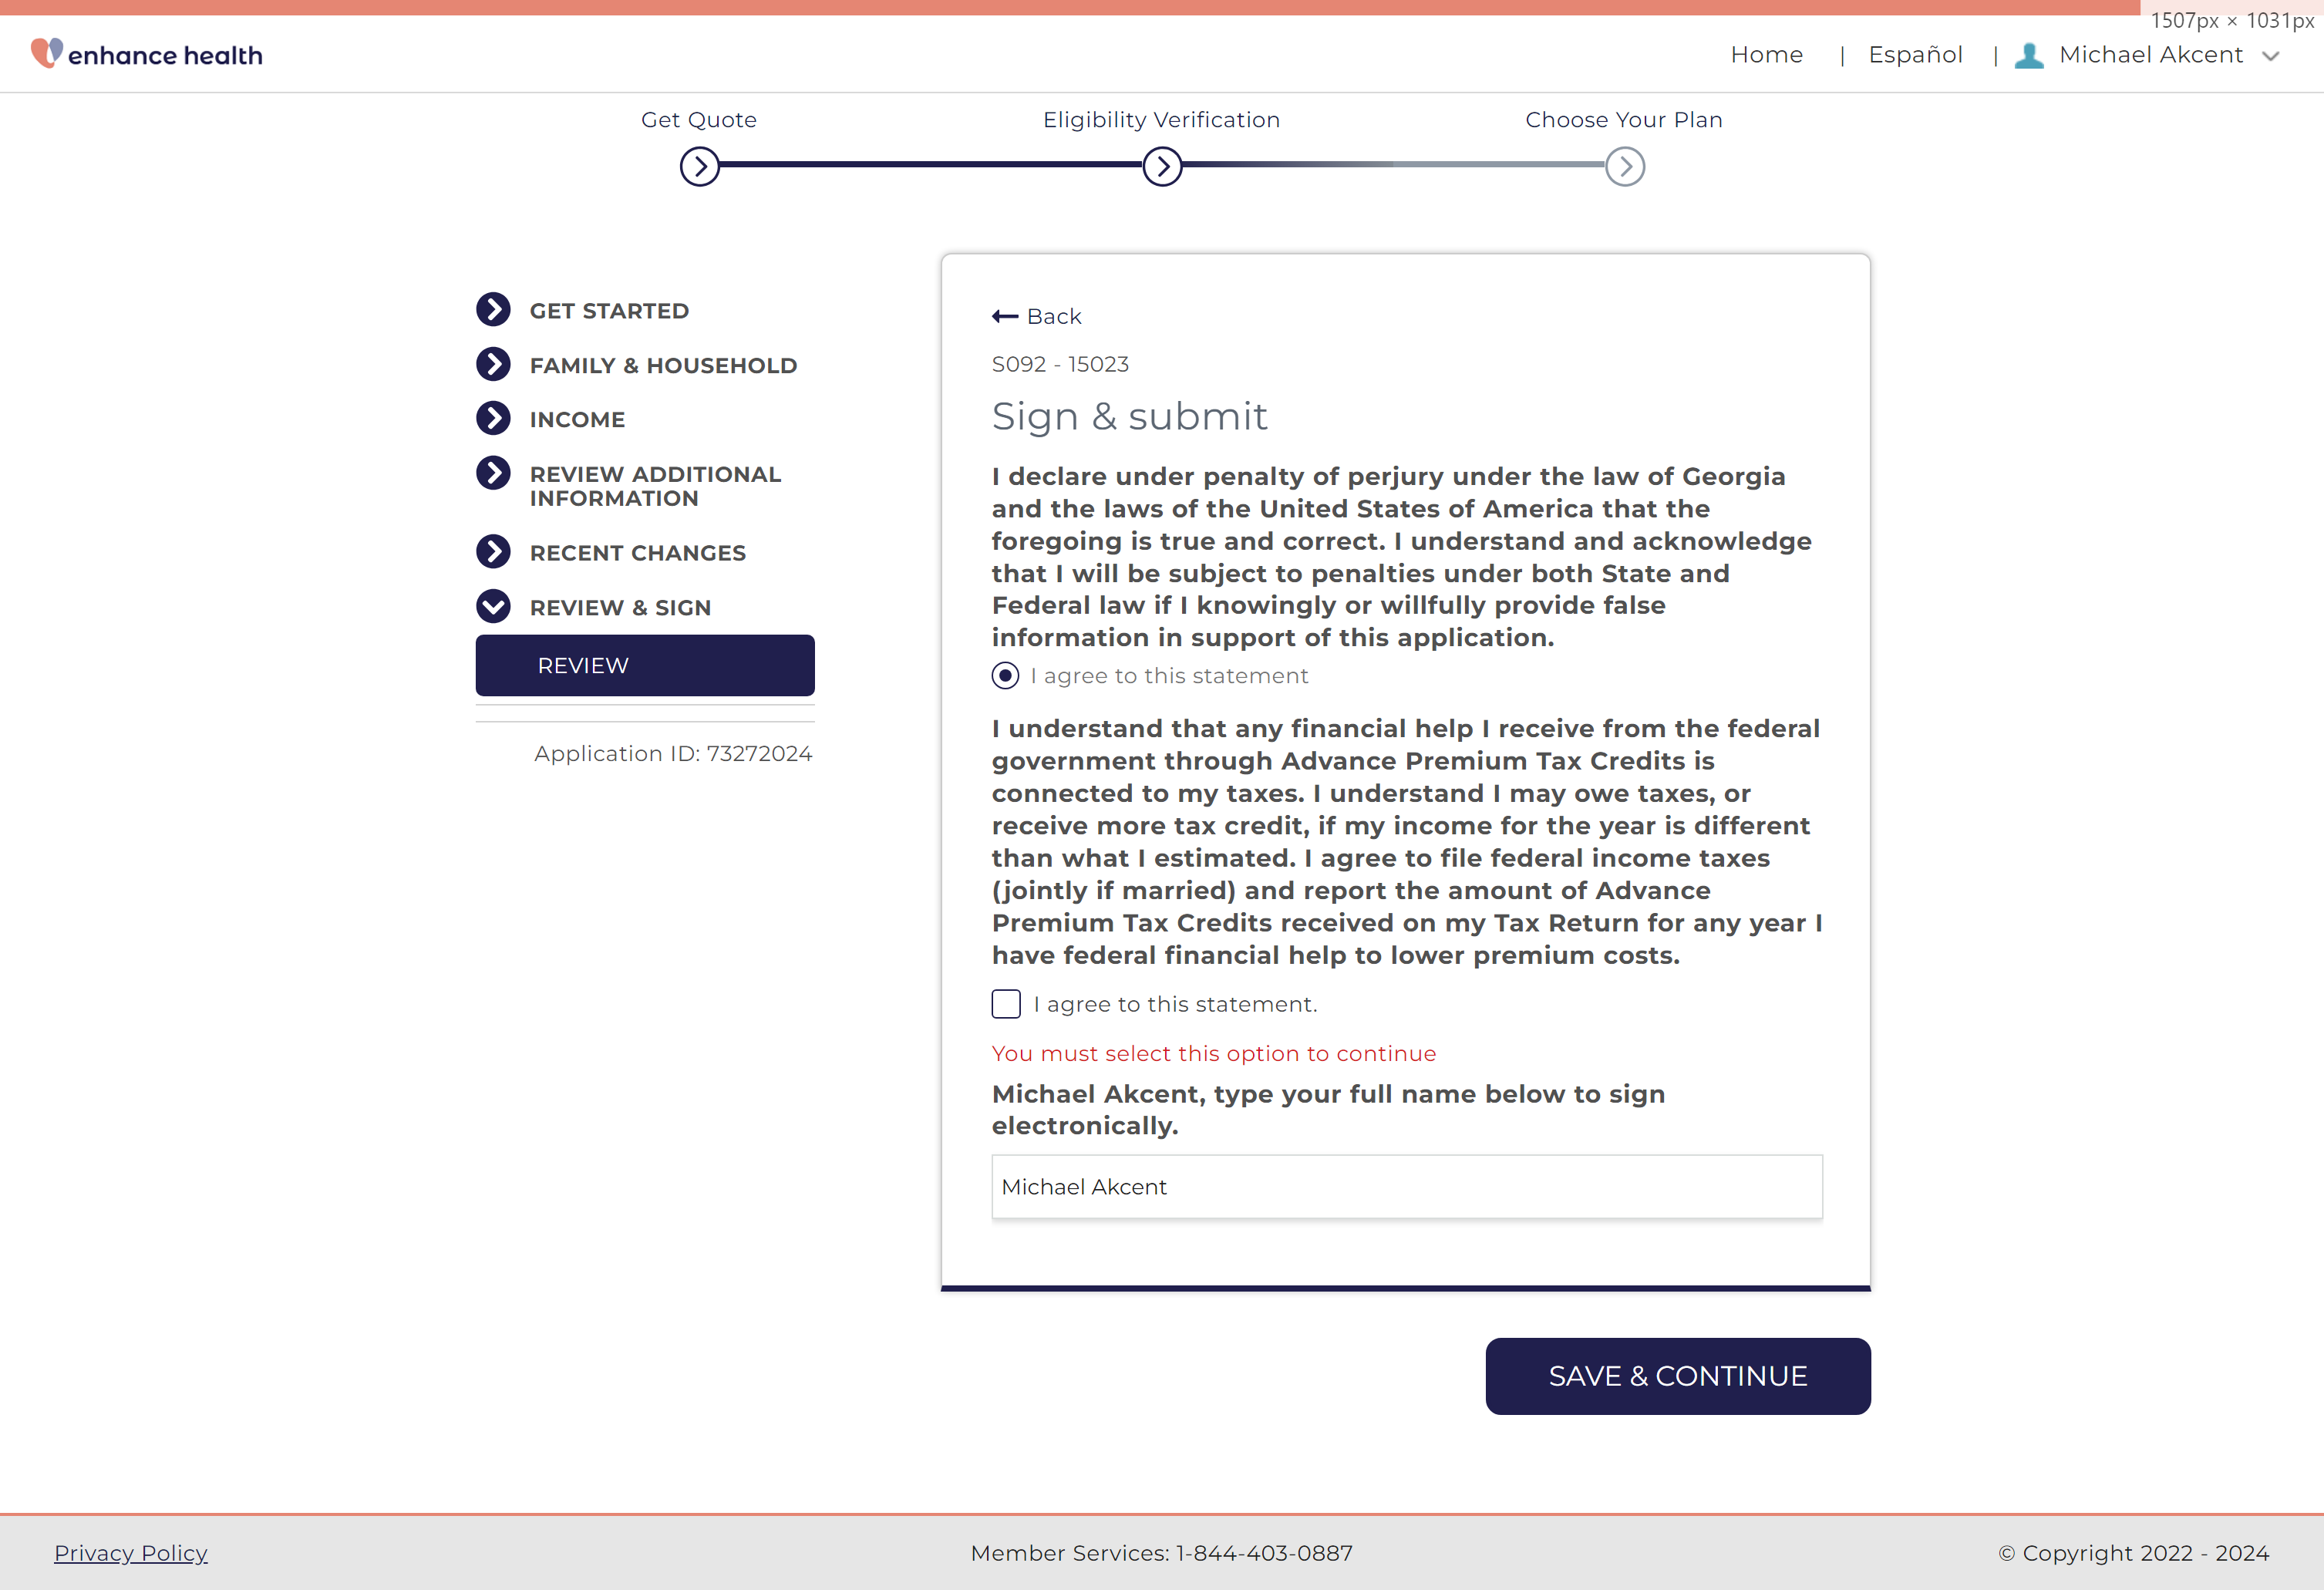 1507px × 1031px
enhance health
Home | Español | Michael Akcent
Get Quote
Eligibility Verification
Choose Your Plan
GET STARTED
FAMILY & HOUSEHOLD
INCOME
REVIEW ADDITIONAL
INFORMATION
RECENT CHANGES
REVIEW & SIGN
REVIEW
Application ID: 73272024
Back
S092 - 15023
Sign & submit
I declare under penalty of perjury under the law of Georgia
and the laws of the United States of America that the
foregoing is true and correct. I understand and acknowledge
that I will be subject to penalties under both State and
Federal law if I knowingly or willfully provide false
information in support of this application.
I agree to this statement
I understand that any financial help I receive from the federal
government through Advance Premium Tax Credits is
connected to my taxes. I understand I may owe taxes, or
receive more tax credit, if my income for the year is different
than what I estimated. I agree to file federal income taxes
(jointly if married) and report the amount of Advance
Premium Tax Credits received on my Tax Return for any year I
have federal financial help to lower premium costs.
I agree to this statement.
You must select this option to continue
Michael Akcent, type your full name below to sign
electronically.
Michael Akcent
SAVE & CONTINUE
Privacy Policy
Member Services: 1-844-403-0887
© Copyright 2022 - 2024